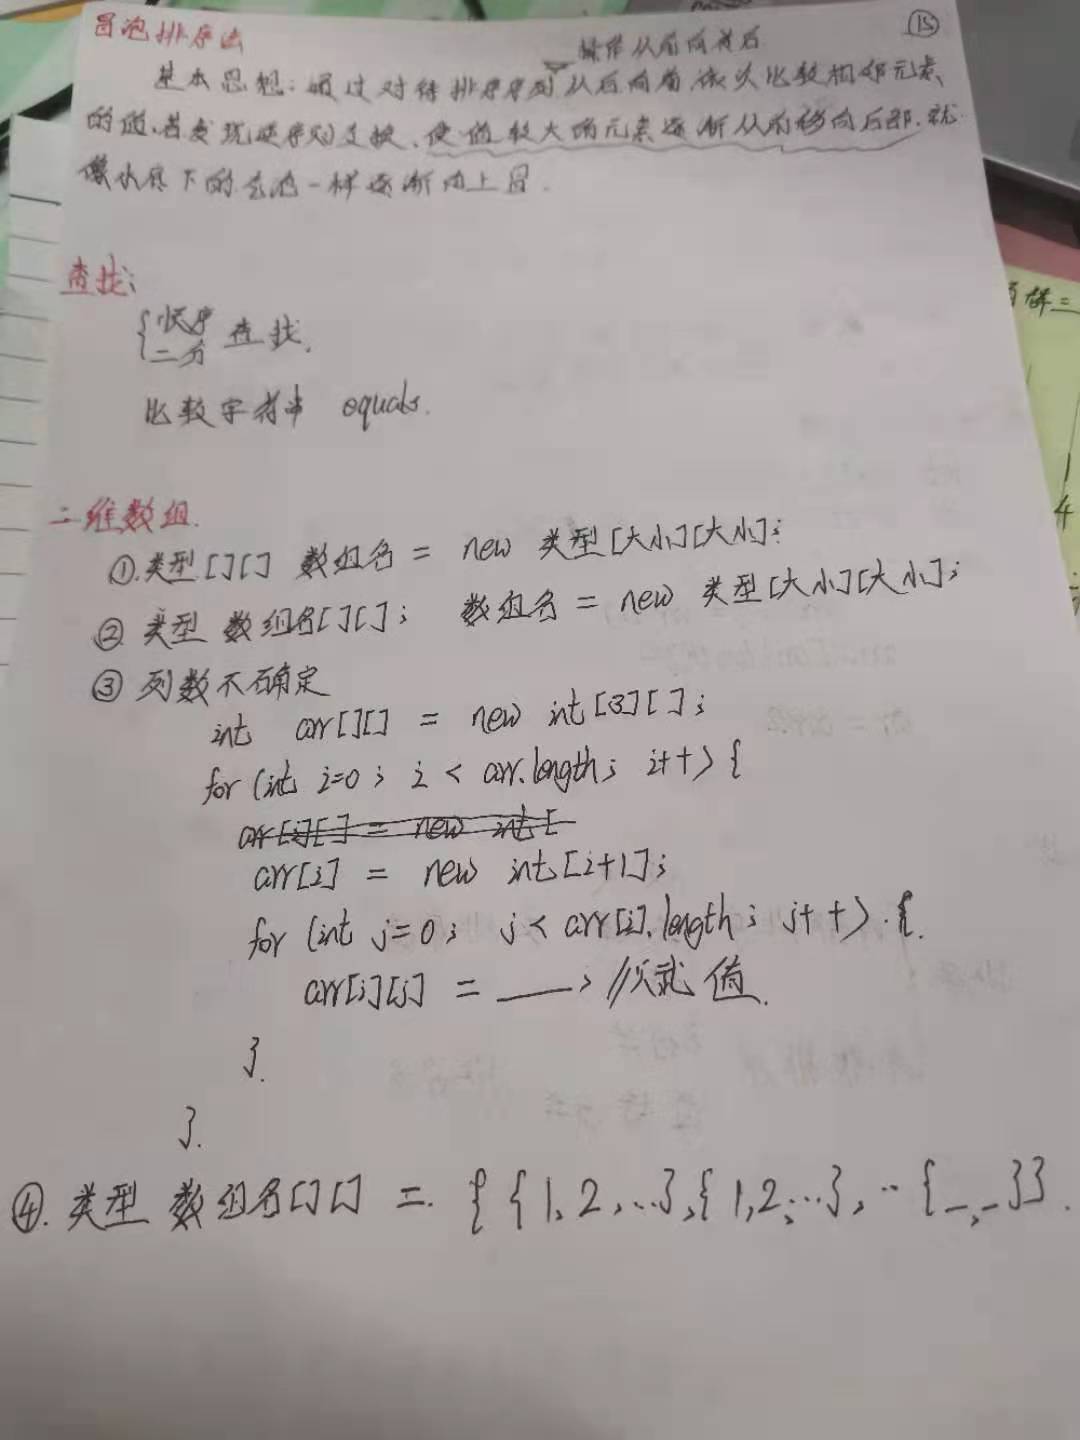 冒泡排序法
⑮
操作从前向后
基本思想：通过对待排序序列从后向前依次比较相邻元素
的值，若发现逆序则交换，使值较大的元素逐渐从前移向后部，就
像水底下的气泡一样逐渐向上冒.
查找：
{顺序 二分 查找.
比较字符串 equals.
二维数组.
①.类型[][] 数组名 = new 类型[大小][大小];
② 类型 数组名[][]; 数组名 = new 类型[大小][大小];
③ 列数不确定
int arr[][] = new int[3][];
for (int i=0; i < arr.length; i++) {
arr[i][] = new int[
arr[i] = new int[i+1];
for (int j=0; j < arr[i].length; j++) {.
arr[i][j] = ___; //赋值.
}.
}.
④. 类型 数组名[][] = {{1,2,...},{1,2,...},..{_,_}}.
4